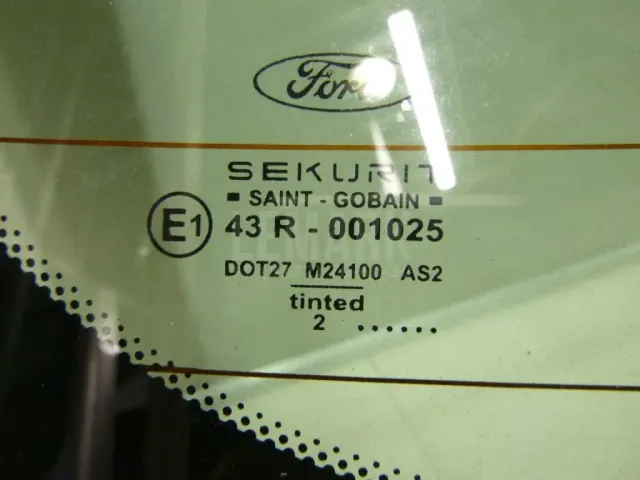 Ford
SEKURIT
SAINT - GOBAIN
E1 43 R - 001025
DOT27 M24100 AS2
tinted
2 ......